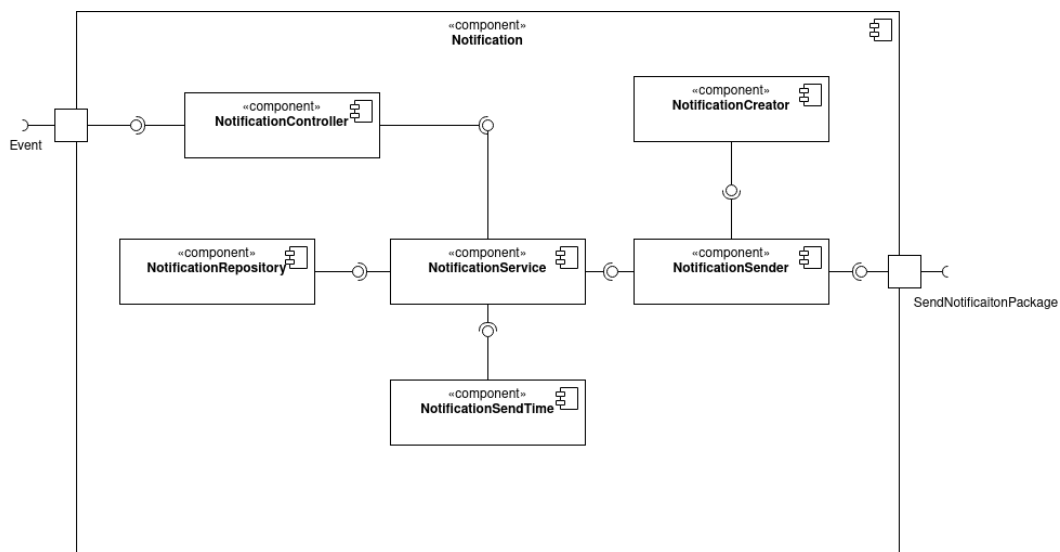 «component»
Notification
«component»
NotificationController
«component»
NotificationCreator
Event
«component»
NotificationRepository
«component»
NotificationService
«component»
NotificationSender
SendNotificaitonPackage
«component»
NotificationSendTime